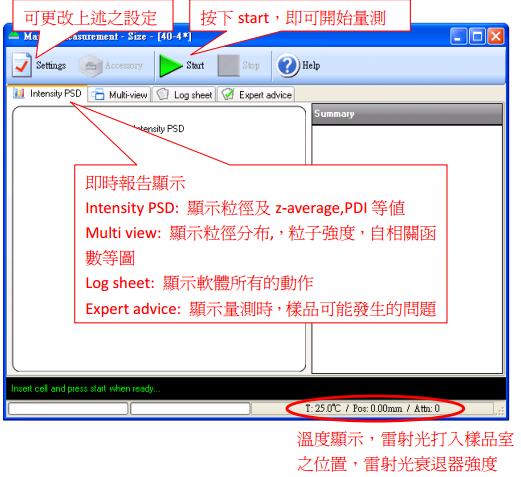 可更改上述之設定
按下 start，即可開始量測
Manual measurement - Size - [40-4*]
Settings
Accessory
Start
Stop
Help
Intensity PSD
Multi-view
Log sheet
Expert advice
Intensity PSD
Summary
即時報告顯示
Intensity PSD: 顯示粒徑及 z-average,PDI 等值
Multi view: 顯示粒徑分布,，粒子強度，自相關函
數等圖
Log sheet: 顯示軟體所有的動作
Expert advice: 顯示量測時，樣品可能發生的問題
Insert cell and press start when ready...
T: 25.0℃ / Pos: 0.00mm / Attn: 0
溫度顯示，雷射光打入樣品室
之位置，雷射光衰退器強度